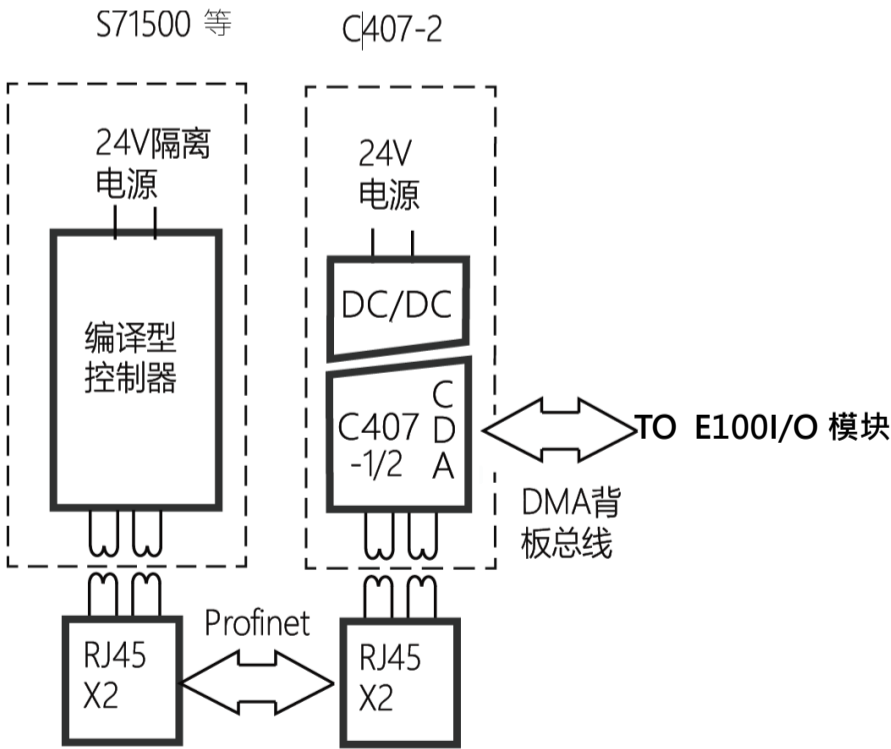 S71500 等
C407-2
24V隔离
电源
编译型
控制器
24V
电源
DC/DC
C407
-1/2
C
D
A
TO E100I/O 模块
DMA背
板总线
Profinet
RJ45
X2
RJ45
X2